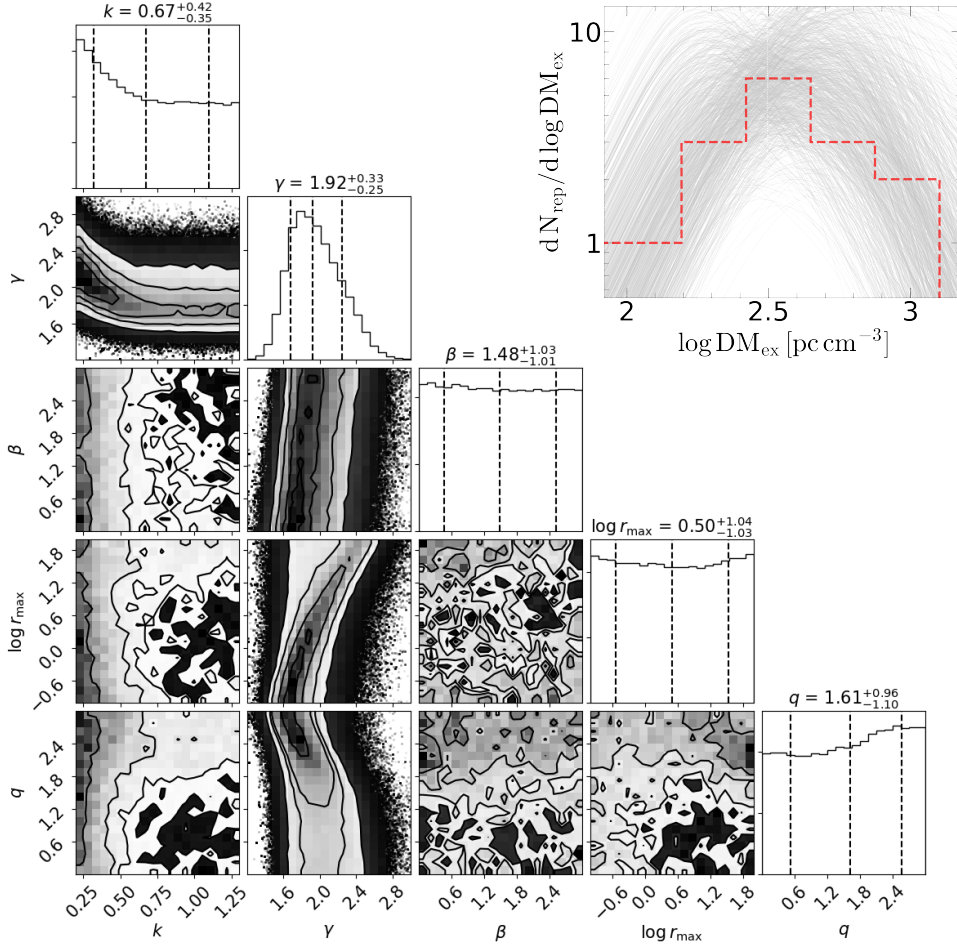 k = 0.67^{+0.42}_{-0.35}
10
1
dN_rep/d log DM_ex
2 2.5 3
log DM_ex [pc cm^{-3}]
γ = 1.92^{+0.33}_{-0.25}
2.8
2.4
2.0
1.6
γ
β = 1.48^{+1.03}_{-1.01}
2.4
1.8
1.2
0.6
β
log r_max = 0.50^{+1.04}_{-1.03}
1.8
1.2
0.6
0.0
−0.6
log r_max
q = 1.61^{+0.96}_{-1.10}
2.4
1.8
1.2
0.6
q
0.25 0.50 0.75 1.00 1.25
k
1.6 2.0 2.4 2.8
γ
0.6 1.2 1.8 2.4
β
−0.6 0.0 0.6 1.2 1.8
log r_max
0.6 1.2 1.8 2.4
q